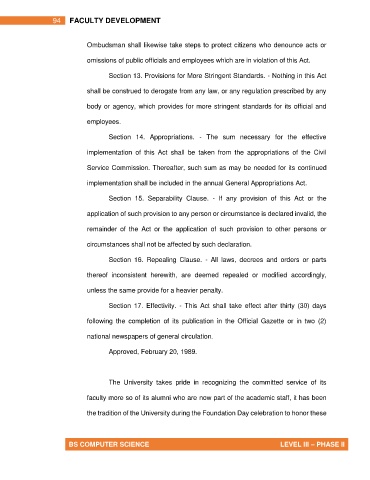 94 FACULTY DEVELOPMENT
Ombudsman shall likewise take steps to protect citizens who denounce acts or
omissions of public officials and employees which are in violation of this Act.
Section 13. Provisions for More Stringent Standards. - Nothing in this Act
shall be construed to derogate from any law, or any regulation prescribed by any
body or agency, which provides for more stringent standards for its official and
employees.
Section 14. Appropriations. - The sum necessary for the effective
implementation of this Act shall be taken from the appropriations of the Civil
Service Commission. Thereafter, such sum as may be needed for its continued
implementation shall be included in the annual General Appropriations Act.
Section 15. Separability Clause. - If any provision of this Act or the
application of such provision to any person or circumstance is declared invalid, the
remainder of the Act or the application of such provision to other persons or
circumstances shall not be affected by such declaration.
Section 16. Repealing Clause. - All laws, decrees and orders or parts
thereof inconsistent herewith, are deemed repealed or modified accordingly,
unless the same provide for a heavier penalty.
Section 17. Effectivity. - This Act shall take effect after thirty (30) days
following the completion of its publication in the Official Gazette or in two (2)
national newspapers of general circulation.
Approved, February 20, 1989.
The University takes pride in recognizing the committed service of its
faculty more so of its alumni who are now part of the academic staff, it has been
the tradition of the University during the Foundation Day celebration to honor these
BS COMPUTER SCIENCE LEVEL III – PHASE II